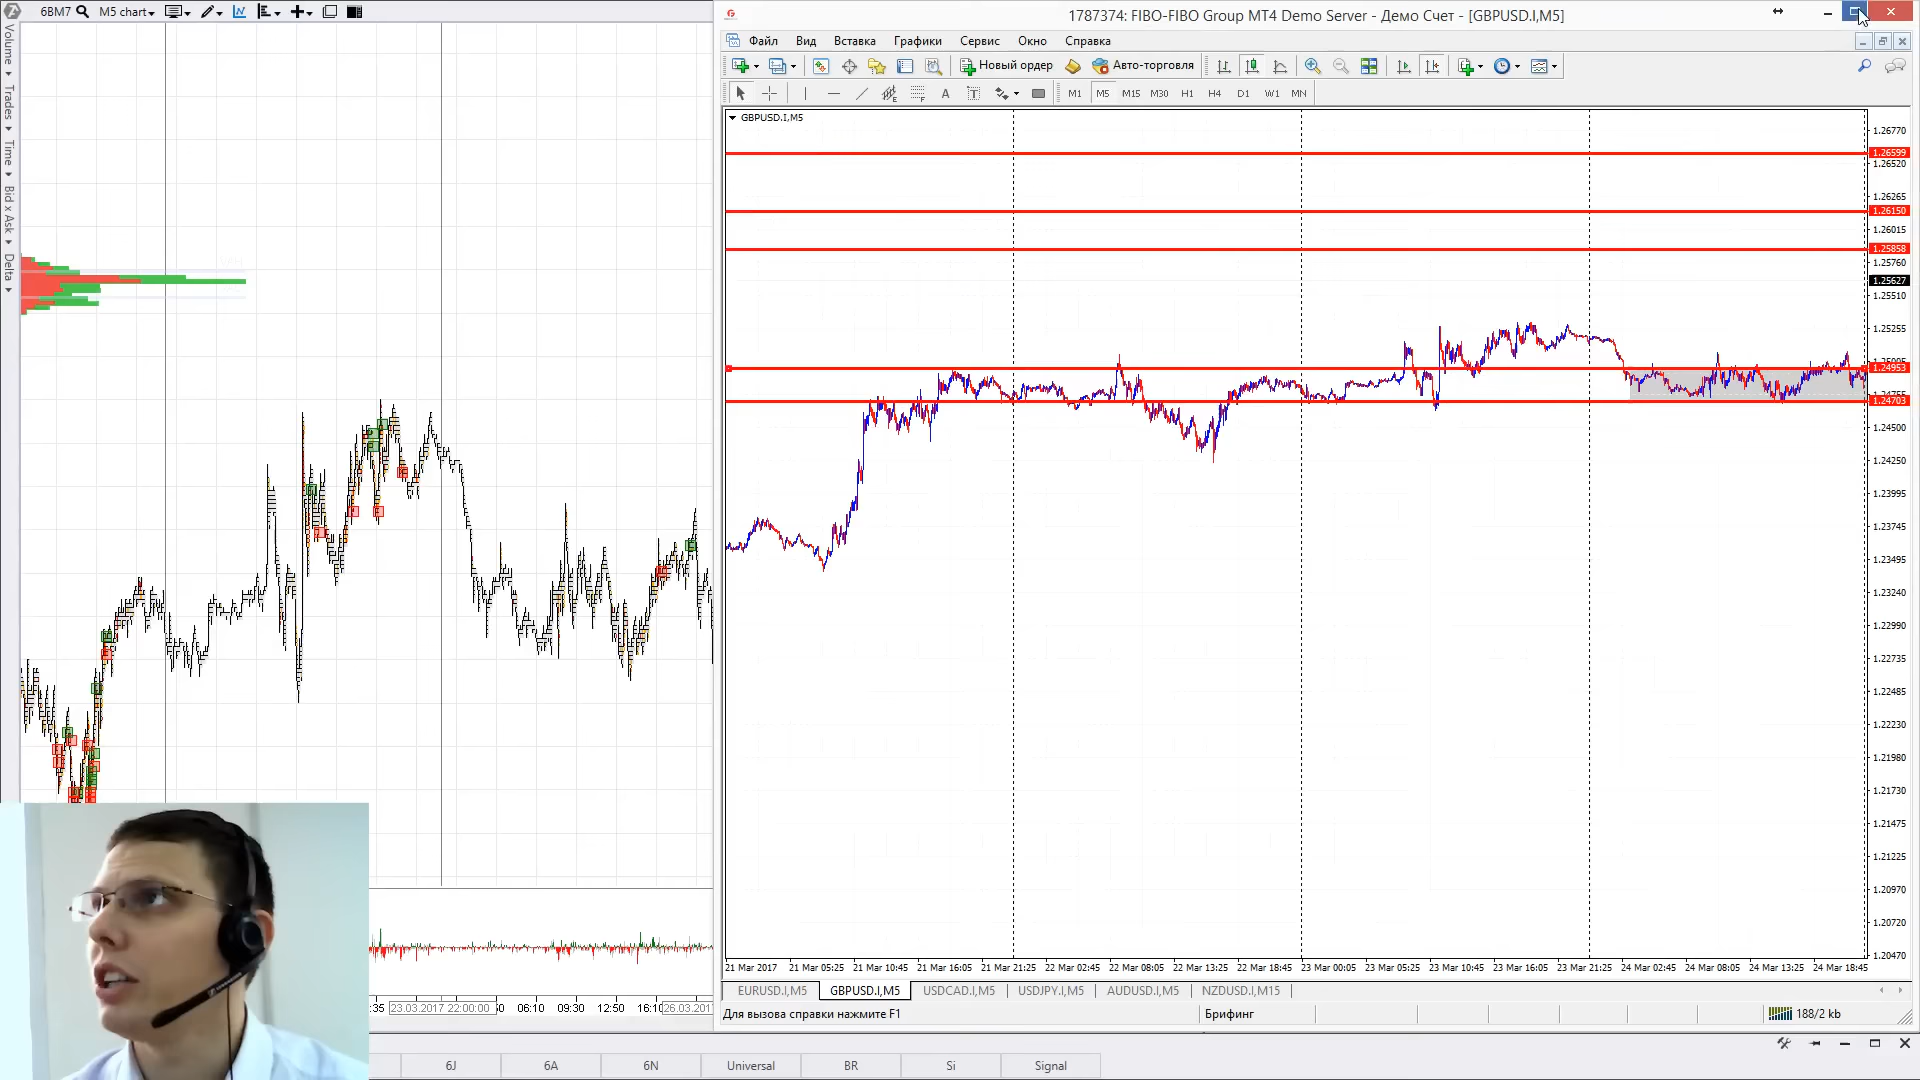 6BM7
M5 chart
Volume
Trades
Time
Bid x Ask
Delta
:35
23.03.2017 22:00:00
06:10
09:30
12:50
16:10
26.03.201
6J
6A
6N
Universal
BR
Si
Signal
1787374: FIBO-FIBO Group MT4 Demo Server - Демо Счет - [GBPUSD.I,M5]
Файл
Вид
Вставка
Графики
Сервис
Окно
Справка
Новый ордер
Авто-торговля
A
T
M1
M5
M15
M30
H1
H4
D1
W1
MN
GBPUSD.I,M5
1.26770
1.26599
1.26520
1.26265
1.26150
1.26015
1.25858
1.25760
1.25627
1.25510
1.25255
1.24953
1.24703
1.24500
1.24250
1.23995
1.23745
1.23495
1.23240
1.22990
1.22735
1.22485
1.22230
1.21980
1.21730
1.21475
1.21225
1.20970
1.20720
1.20470
21 Mar 2017
21 Mar 05:25
21 Mar 10:45
21 Mar 16:05
21 Mar 21:25
22 Mar 02:45
22 Mar 08:05
22 Mar 13:25
22 Mar 18:45
23 Mar 00:05
23 Mar 05:25
23 Mar 10:45
23 Mar 16:05
23 Mar 21:25
24 Mar 02:45
24 Mar 08:05
24 Mar 13:25
24 Mar 18:45
EURUSD.I,M5
GBPUSD.I,M5
USDCAD.I,M5
USDJPY.I,M5
AUDUSD.I,M5
NZDUSD.I,M15
Для вызова справки нажмите F1
Брифинг
188/2 kb